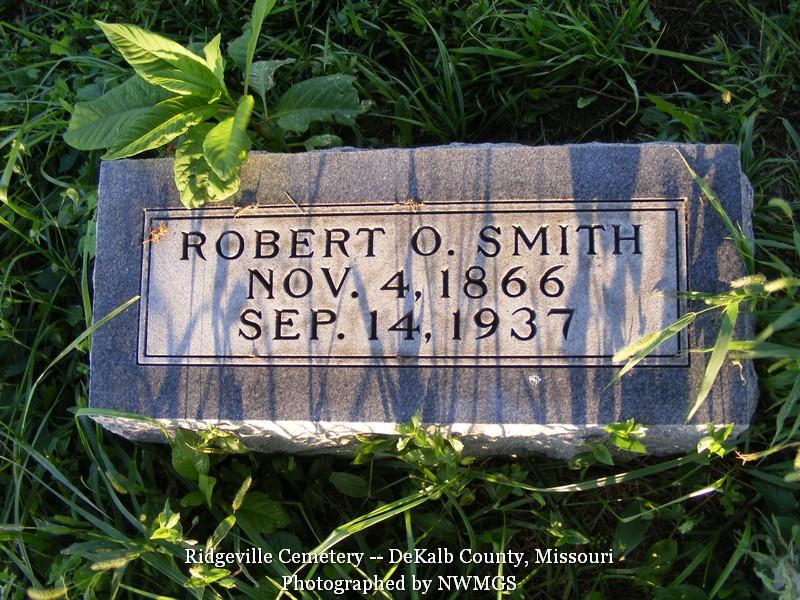 ROBERT O. SMITH
NOV. 4, 1866
SEP. 14, 1937
Ridgeville Cemetery -- DeKalb County, Missouri
Photographed by NWMGS